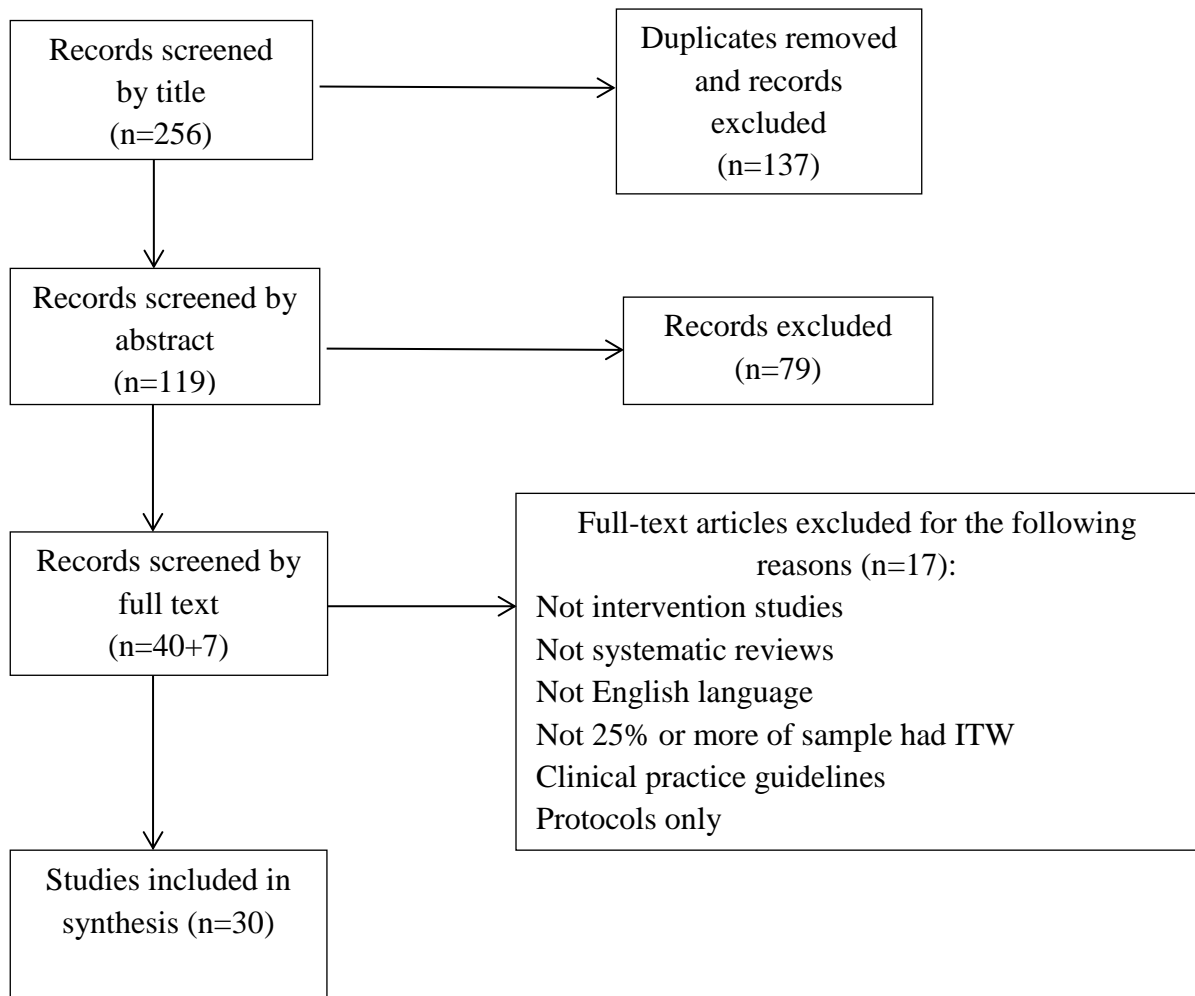 Records screened
by title
(n=256)
Duplicates removed
and records
excluded
(n=137)
Records screened by
abstract
(n=119)
Records excluded
(n=79)
Records screened by
full text
(n=40+7)
Full-text articles excluded for the following
reasons (n=17):
Not intervention studies
Not systematic reviews
Not English language
Not 25% or more of sample had ITW
Clinical practice guidelines
Protocols only
Studies included in
synthesis (n=30)